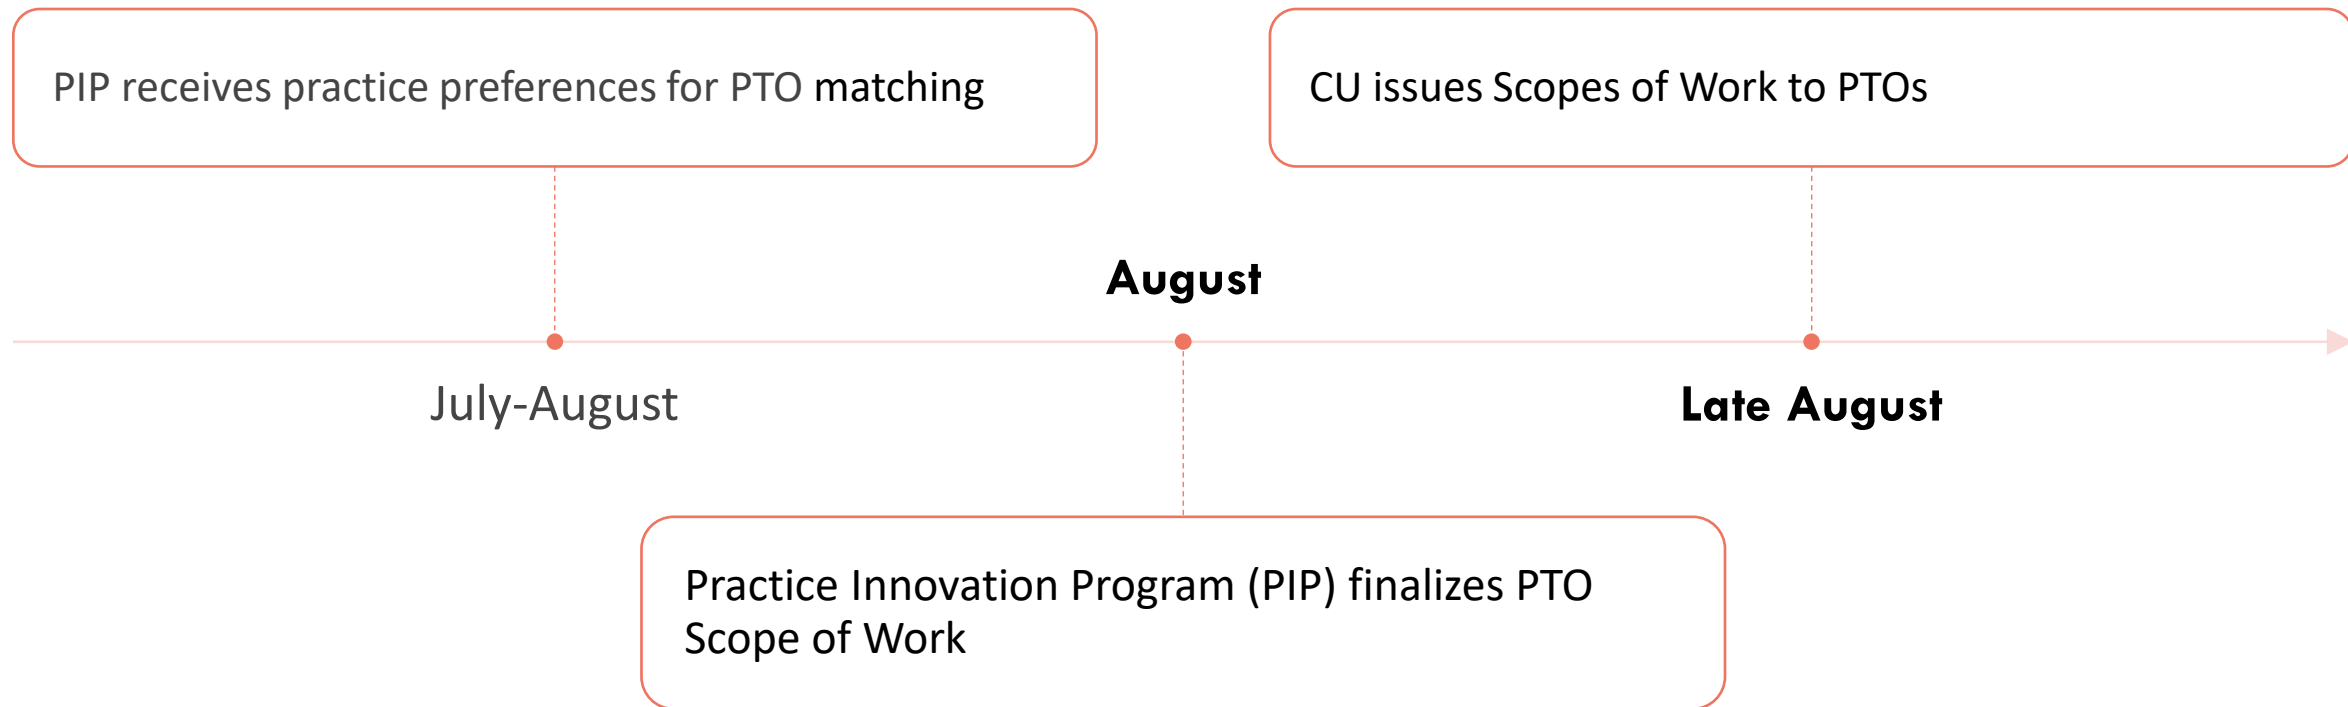 PIP receives practice preferences for PTO matching
CU issues Scopes of Work to PTOs
August
July-August
Late August
Practice Innovation Program (PIP) finalizes PTO
Scope of Work